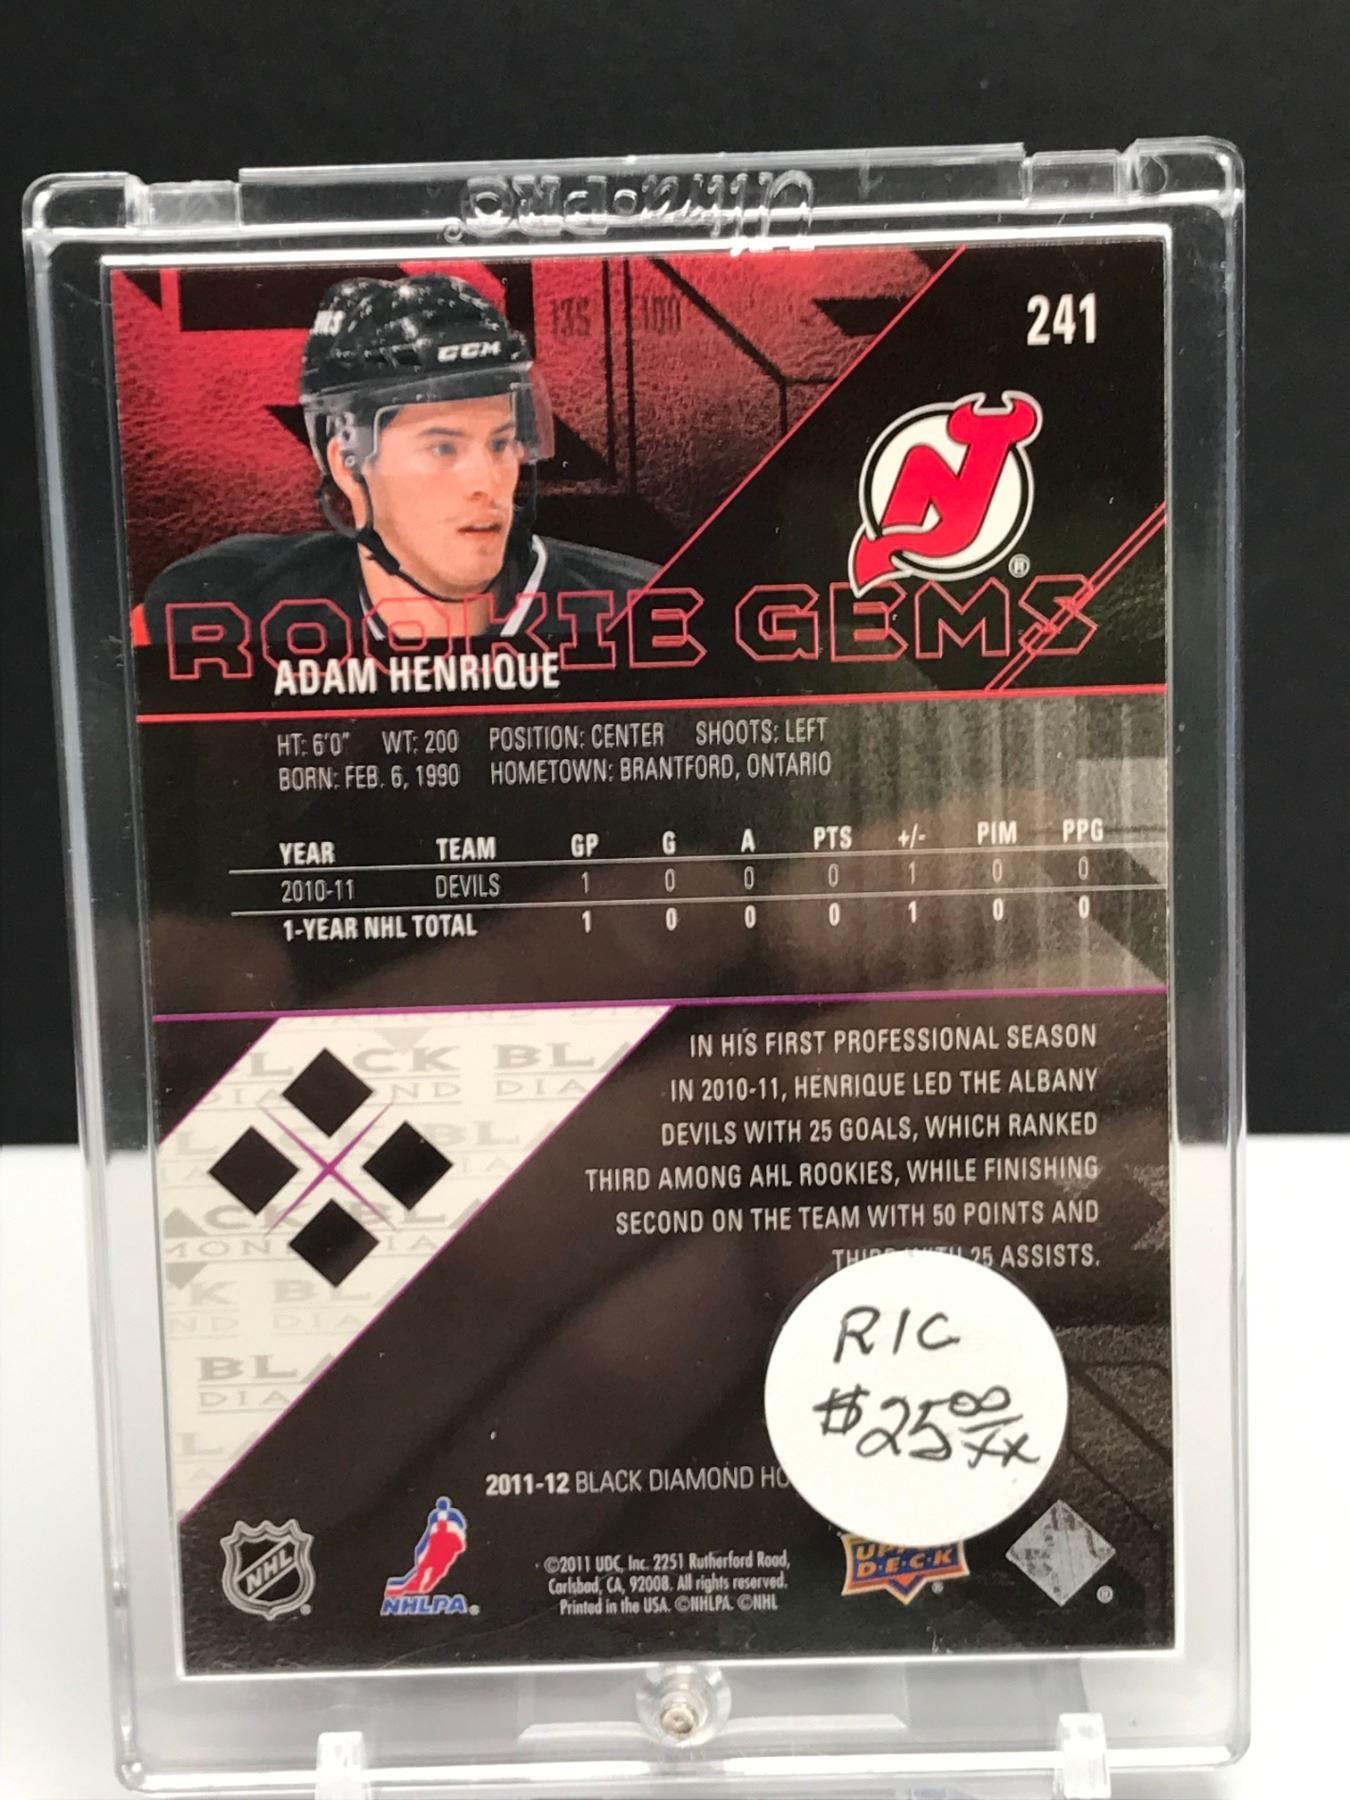 ultra·PRO
241
CCM
ROOKIE GEMS
ADAM HENRIQUE
HT: 6'0" WT: 200 POSITION: CENTER SHOOTS: LEFT
BORN: FEB. 6, 1990 HOMETOWN: BRANTFORD, ONTARIO
YEAR TEAM GP G A PTS +/- PIM PPG
2010-11 DEVILS 1 0 0 0 1 0 0
1-YEAR NHL TOTAL 1 0 0 0 1 0 0
IN HIS FIRST PROFESSIONAL SEASON
IN 2010-11, HENRIQUE LED THE ALBANY
DEVILS WITH 25 GOALS, WHICH RANKED
THIRD AMONG AHL ROOKIES, WHILE FINISHING
SECOND ON THE TEAM WITH 50 POINTS AND
25 ASSISTS.
R/C
$25 00/xx
2011-12 BLACK DIAMOND HO
NHL
NHLPA®
©2011 UDC, Inc. 2251 Rutherford Road,
Carlsbad, CA, 92008. All rights reserved.
Printed in the USA. ©NHLPA. ©NHL
UPPER
DECK